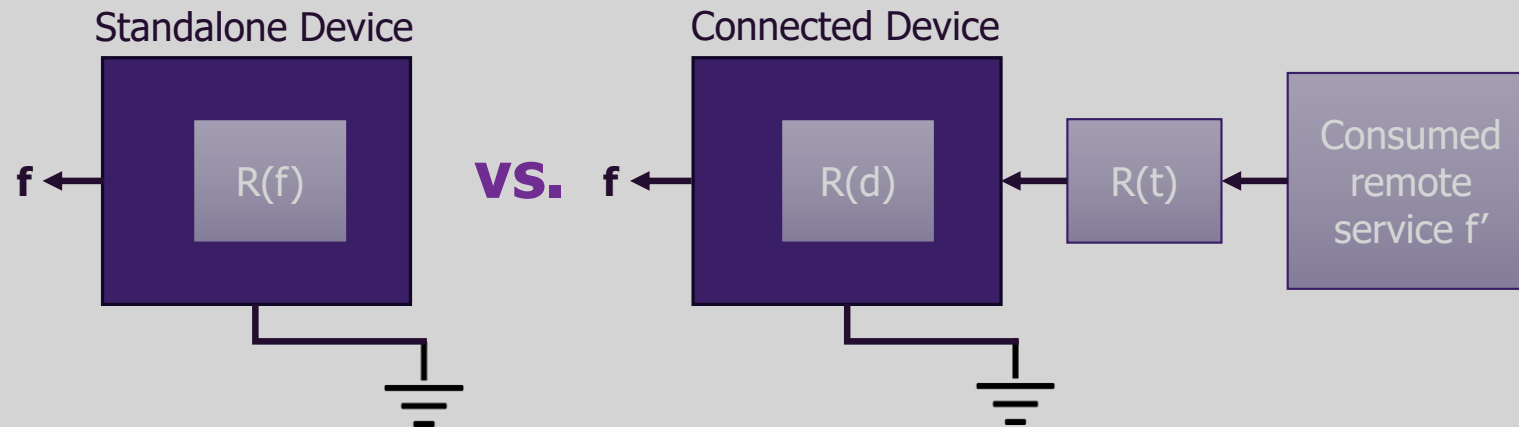 Standalone Device
Connected Device
f
R(f)
vs.
f
R(d)
R(t)
Consumed
remote
service f’